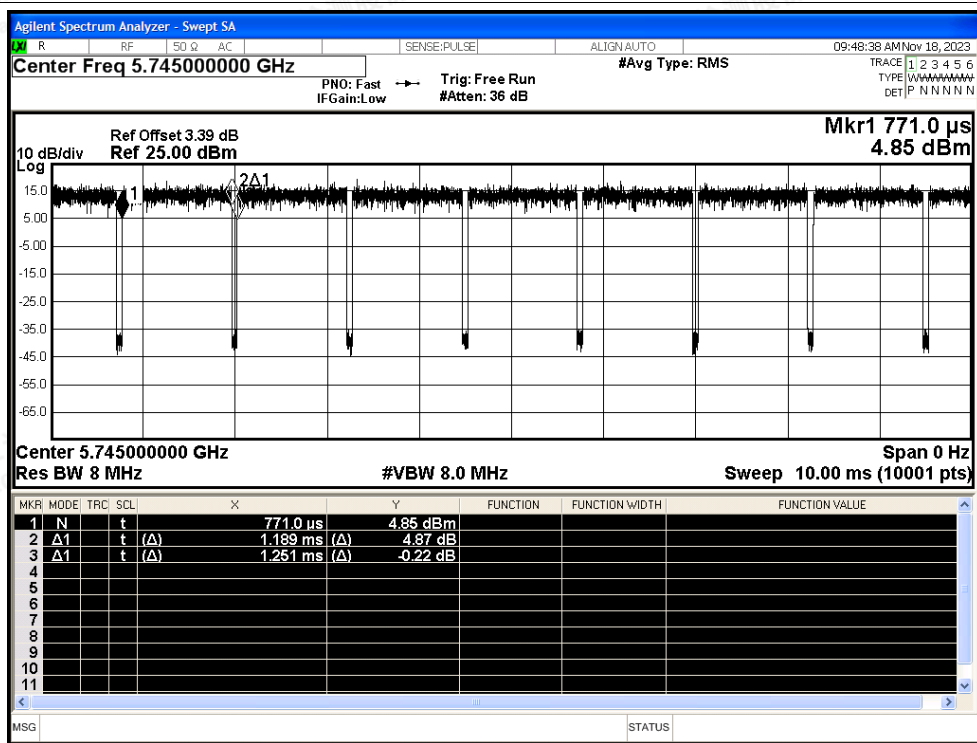 Agilent Spectrum Analyzer - Swept SA
LXI R RF 50 Ω AC SENSE:PULSE ALIGN AUTO 09:48:38 AM Nov 18, 2023
Center Freq 5.745000000 GHz #Avg Type: RMS TRACE 1 2 3 4 5 6
PNO: Fast Trig: Free Run TYPE
IFGain:Low #Atten: 36 dB DET P N N N N N
Mkr1 771.0 µs
Ref Offset 3.39 dB
10 dB/div Ref 25.00 dBm 4.85 dBm
Log
2Δ1
15.0 1
5.00
-5.00
-15.0
-25.0
-35.0
-45.0
-55.0
-65.0
Center 5.745000000 GHz Span 0 Hz
Res BW 8 MHz #VBW 8.0 MHz Sweep 10.00 ms (10001 pts)
MKR MODE TRC SCL X Y FUNCTION FUNCTION WIDTH FUNCTION VALUE
1 N t 771.0 µs 4.85 dBm
2 Δ1 t (Δ) 1.189 ms (Δ) 4.87 dB
3 Δ1 t (Δ) 1.251 ms (Δ) -0.22 dB
4
5
6
7
8
9
10
11
MSG STATUS